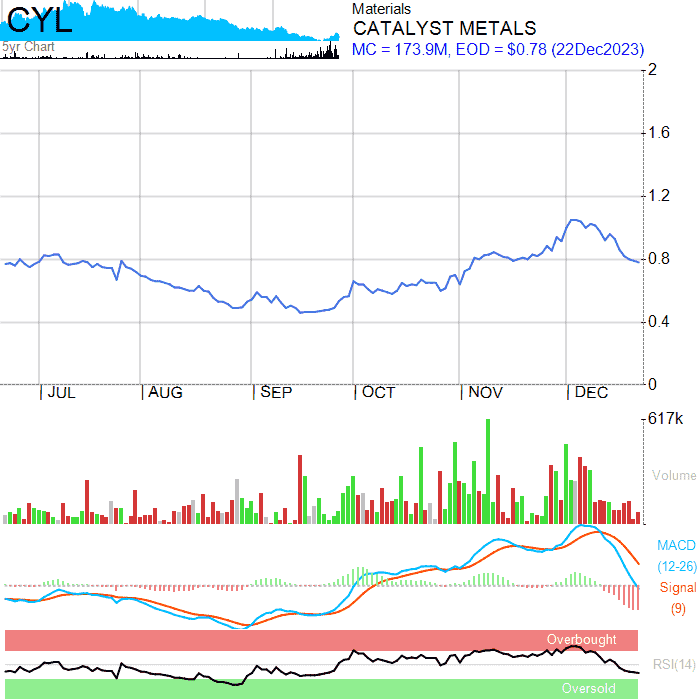 CYL
5yr Chart
Materials
CATALYST METALS
MC = 173.9M, EOD = $0.78 (22Dec2023)
2
1.6
1.2
0.8
0.4
0
JUL AUG SEP OCT NOV DEC
617k
Volume
MACD
(12-26)
Signal
(9)
Overbought
RSI(14)
Oversold